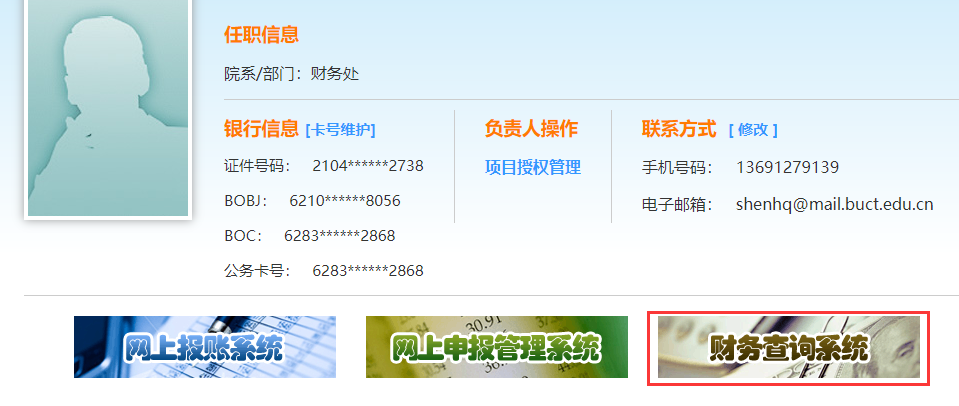 任职信息
院系/部门：财务处
银行信息 [卡号维护]
证件号码： 2104******2738
BOBJ： 6210******8056
BOC： 6283******2868
公务卡号： 6283******2868
负责人操作
项目授权管理
联系方式 [ 修改 ]
手机号码： 13691279139
电子邮箱： shenhq@mail.buct.edu.cn
网上报账系统
网上申报管理系统
财务查询系统